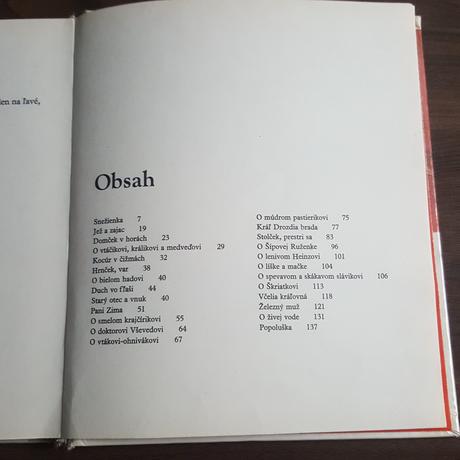 len na ľavé,
Obsah
Snežienka 7
Jež a zajac 19
Domček v horách 23
O vtáčikovi, králikovi a medveďovi 29
Kocúr v čižmách 32
Hrnček, var 38
O bielom hadovi 40
Duch vo fľaši 44
Starý otec a vnuk 40
Pani Zima 51
O smelom krajčírikovi 55
O doktorovi Vševedovi 64
O vtákovi-ohnivákovi 67
O múdrom pastierikovi 75
Kráľ Drozdia brada 77
Stolček, prestri sa 83
O Šípovej Ruženke 96
O lenivom Heinzovi 101
O líške a mačke 104
O spevavom a skákavom slávikovi 106
O Škriatkovi 113
Včelia kráľovná 118
Železný muž 121
O živej vode 131
Popoluška 137